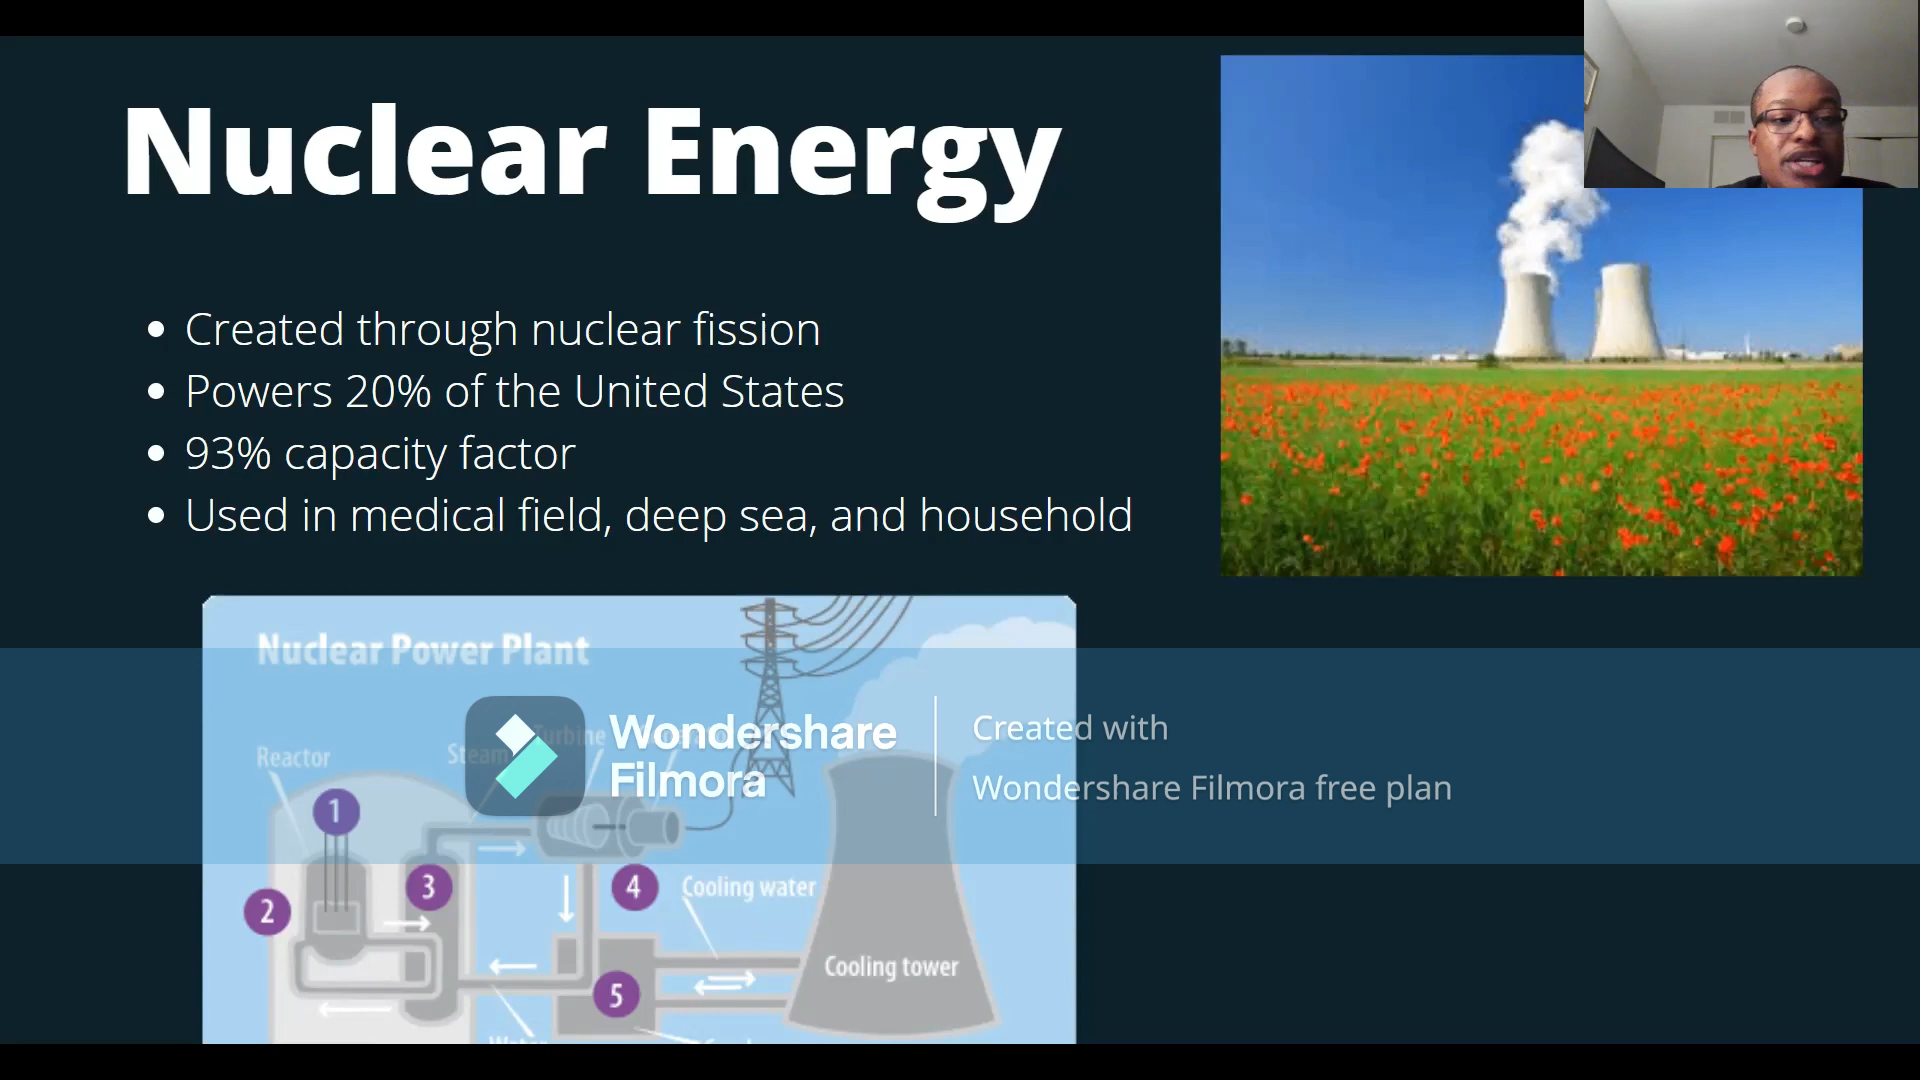 Nuclear Energy
• Created through nuclear fission
• Powers 20% of the United States
• 93% capacity factor
• Used in medical field, deep sea, and household
Nuclear Power Plant
Reactor
Steam
Turbine
Wondershare
Filmora
Created with
Wondershare Filmora free plan
1
2
3
4
Cooling water
Cooling tower
5